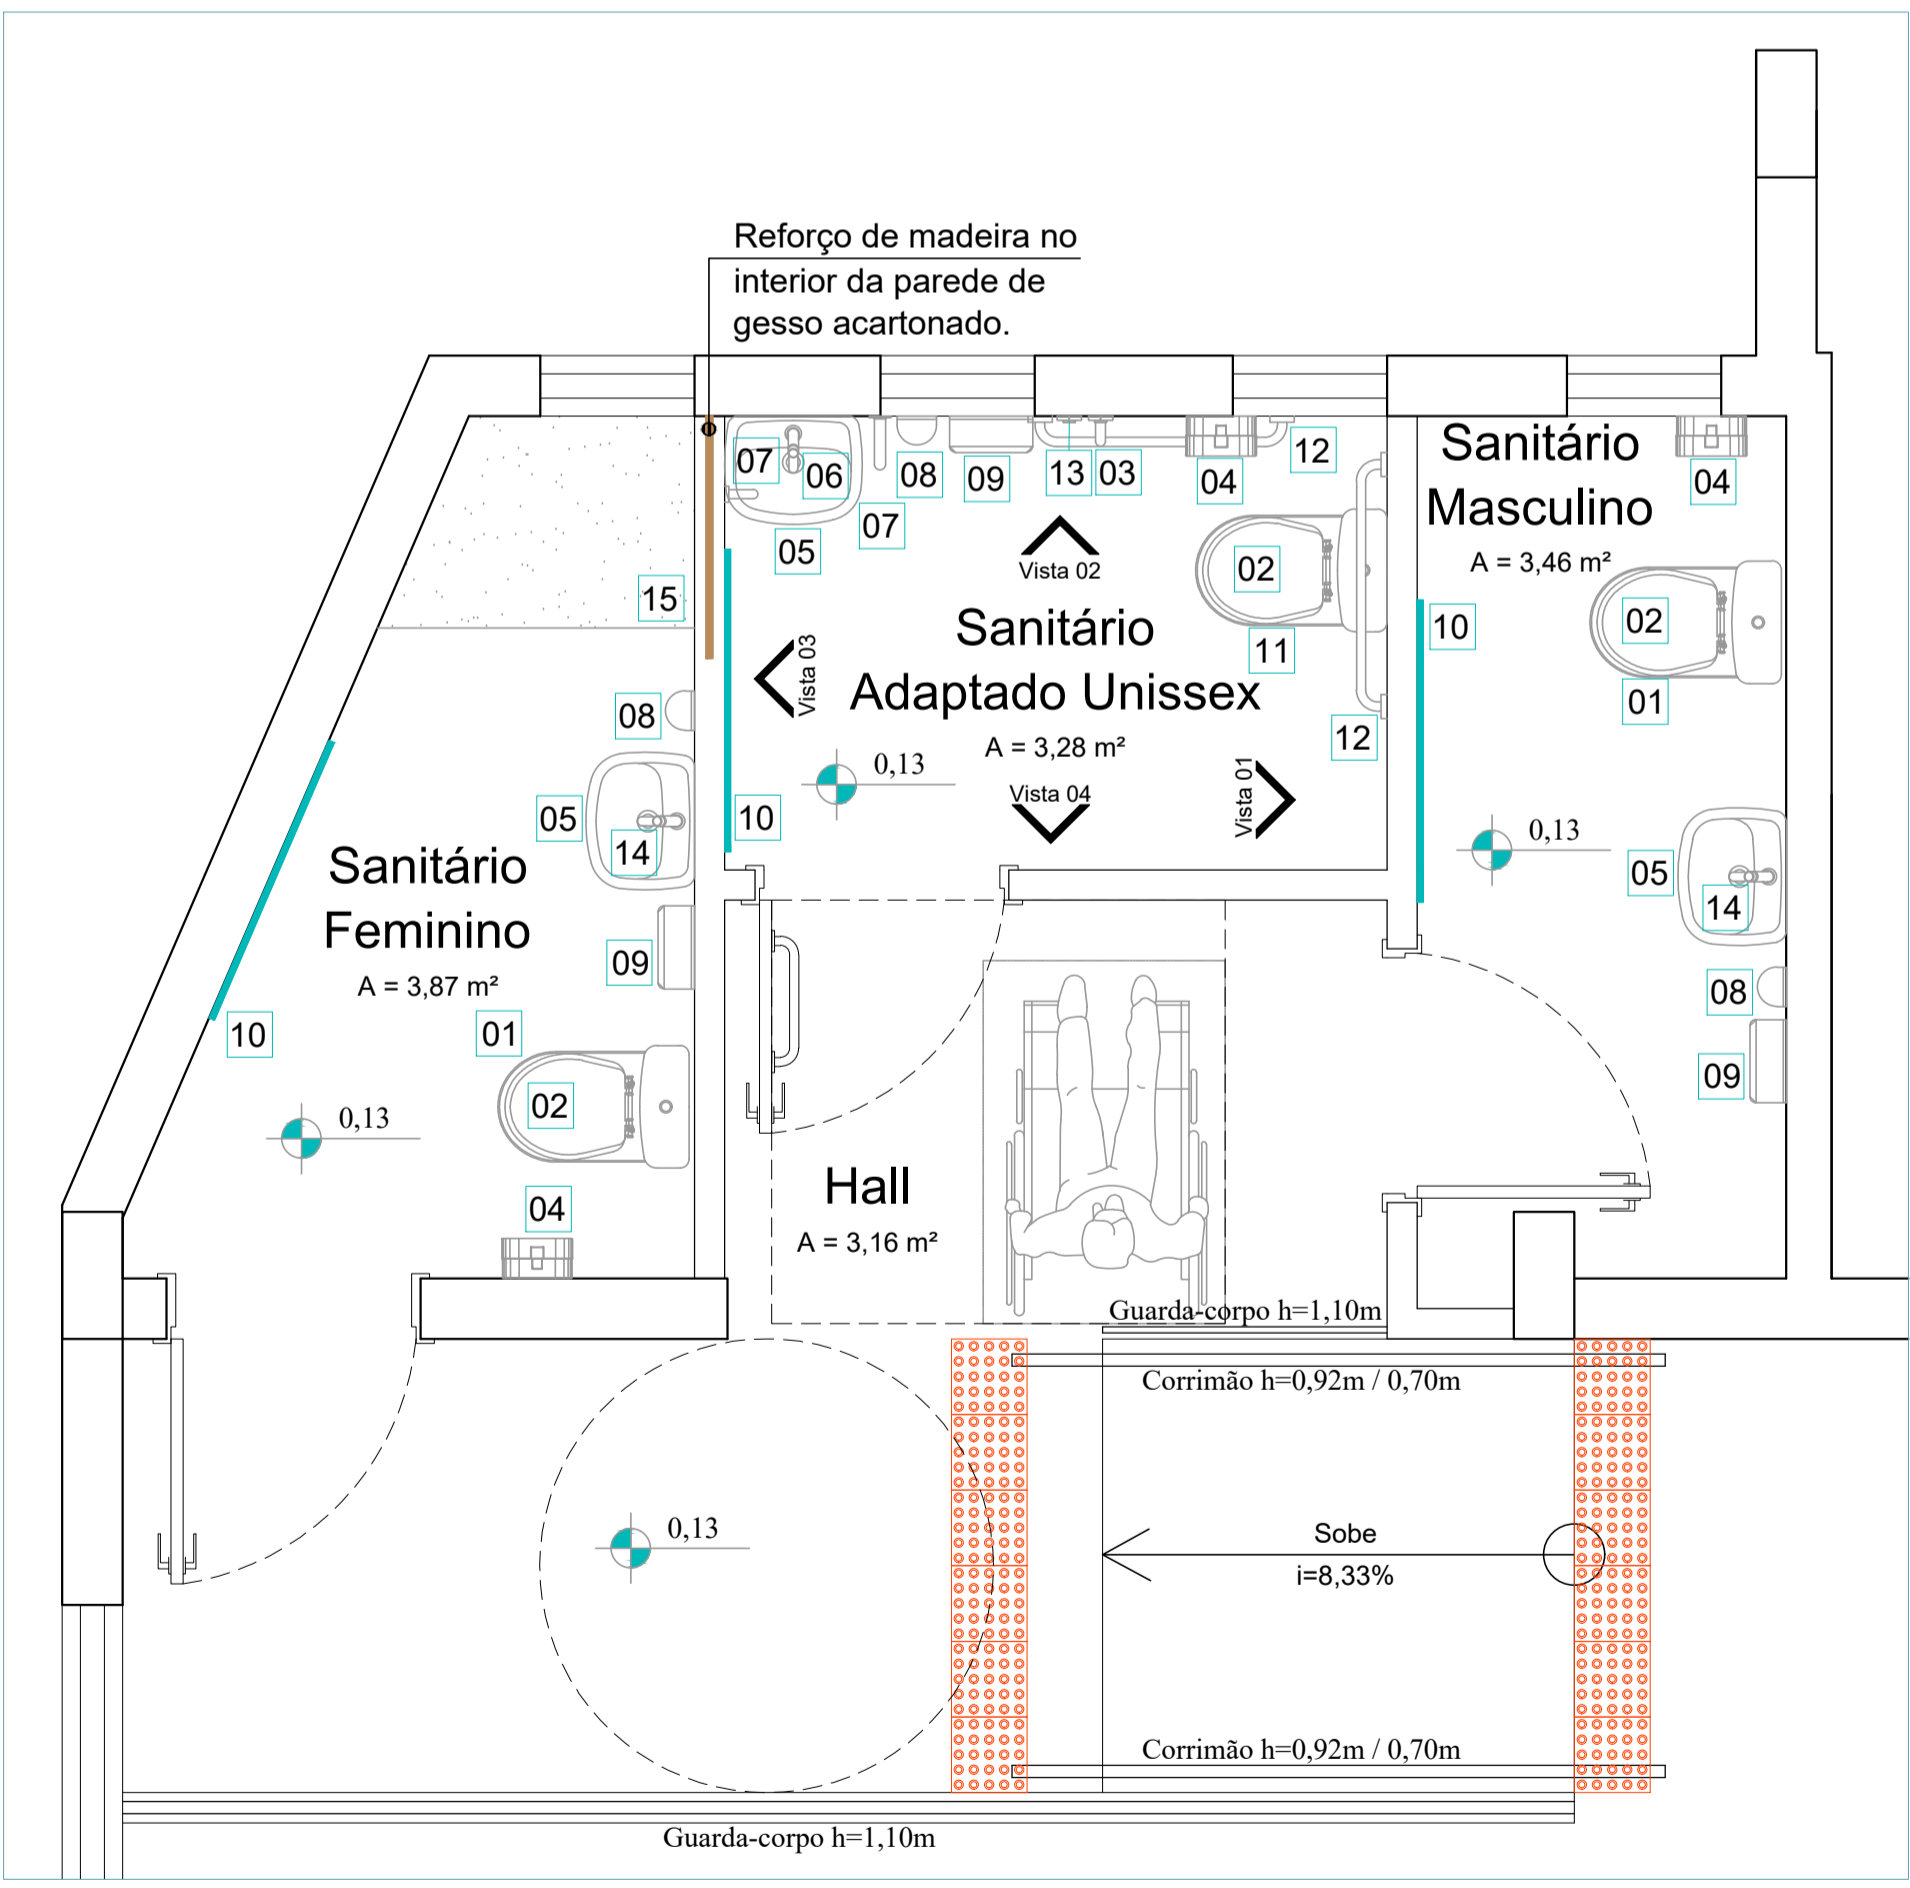 Reforço de madeira no
interior da parede de
gesso acartonado.
07
06
08
09
13
03
04
12
07
05
Vista 02
02
11
15
Vista 03
Sanitário
Adaptado Unissex
A = 3,28 m²
12
0,13
Vista 04
Vista 01
10
Sanitário
Masculino
A = 3,46 m²
04
10
02
01
0,13
05
14
08
09
08
05
14
Sanitário
Feminino
A = 3,87 m²
09
10
01
02
0,13
04
Hall
A = 3,16 m²
Guarda-corpo h=1,10m
Corrimão h=0,92m / 0,70m
0,13
Sobe
i=8,33%
Corrimão h=0,92m / 0,70m
Guarda-corpo h=1,10m